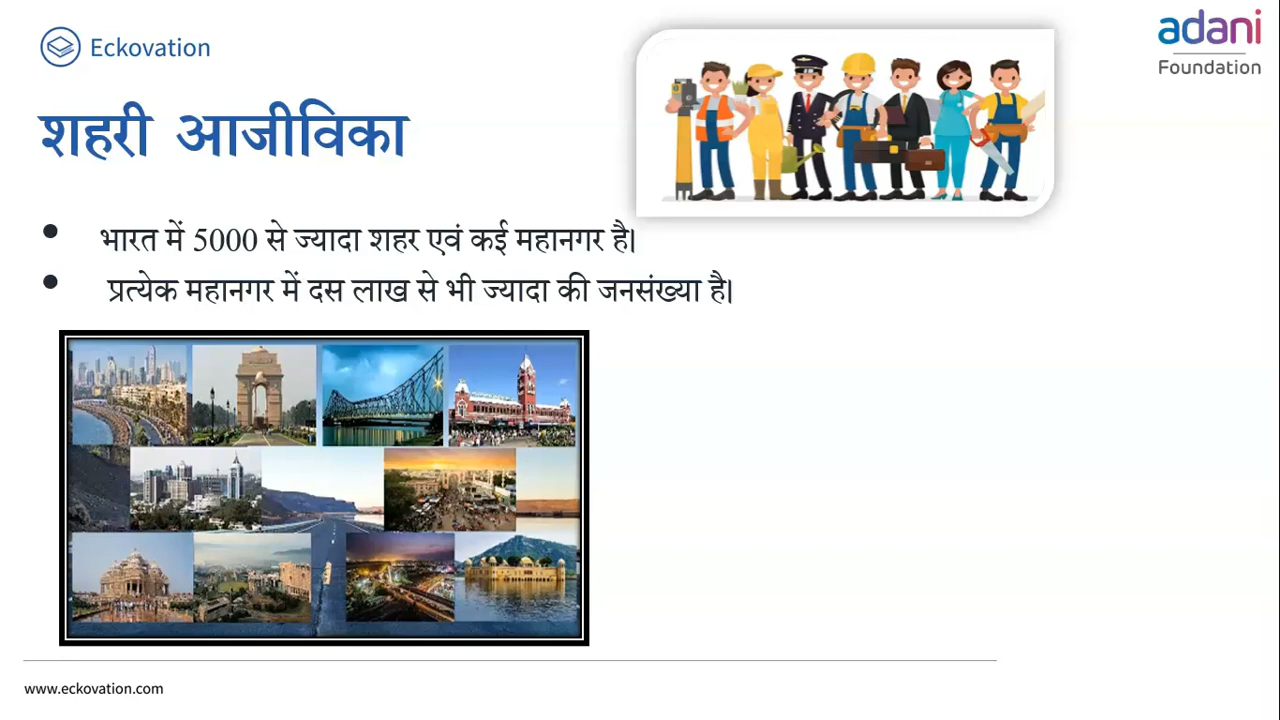 Eckovation
adani
Foundation
शहरी आजीविका
• भारत में 5000 से ज्यादा शहर एवं कई महानगर है।
• प्रत्येक महानगर में दस लाख से भी ज्यादा की जनसंख्या है।
www.eckovation.com